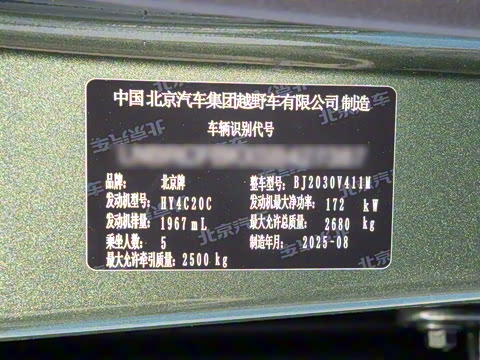 中国 北京汽车集团越野车有限公司 制造
车辆识别代号
品牌: 北京牌 整车型号: BJ2030V411M
发动机型号: HY4C20C 发动机最大净功率: 172 kW
发动机排量: 1967 mL 最大允许总质量: 2680 kg
乘坐人数: 5 制造年月: 2025-08
最大允许牵引质量: 2500 kg